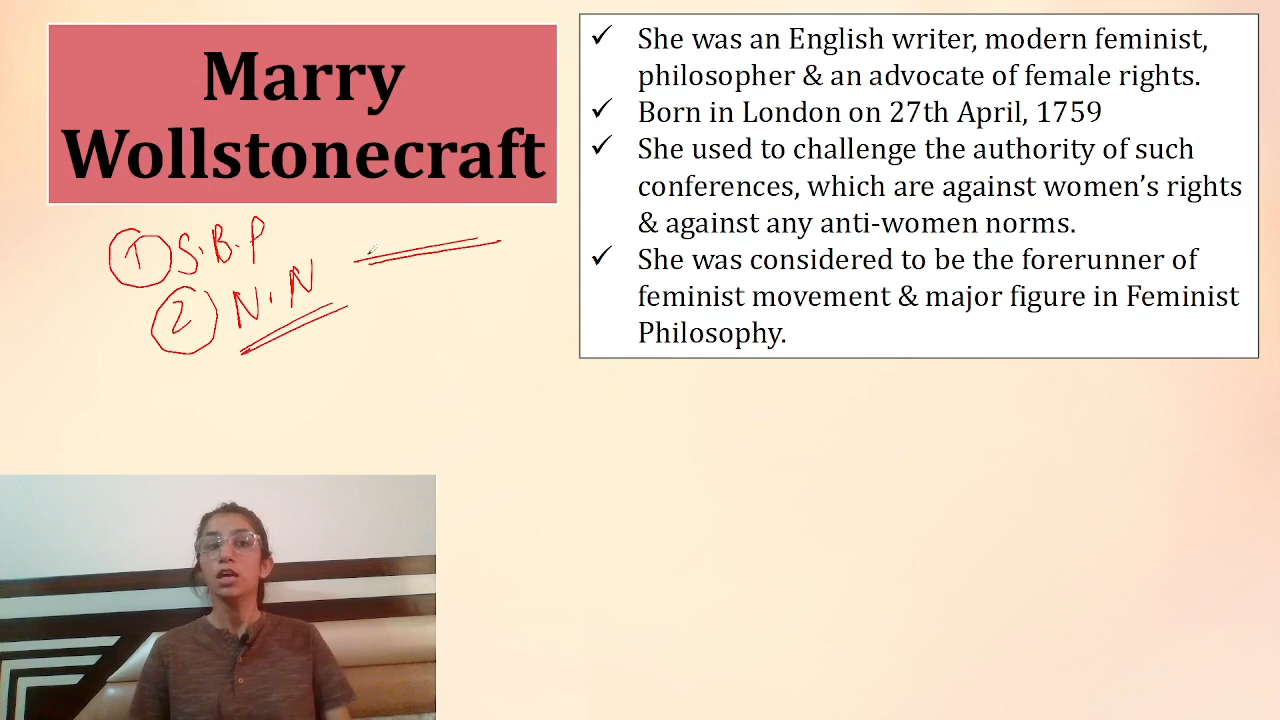 Marry
Wollstonecraft
① S.B.P
② N.N
✓ She was an English writer, modern feminist,
philosopher & an advocate of female rights.
✓ Born in London on 27th April, 1759
✓ She used to challenge the authority of such
conferences, which are against women’s rights
& against any anti-women norms.
✓ She was considered to be the forerunner of
feminist movement & major figure in Feminist
Philosophy.